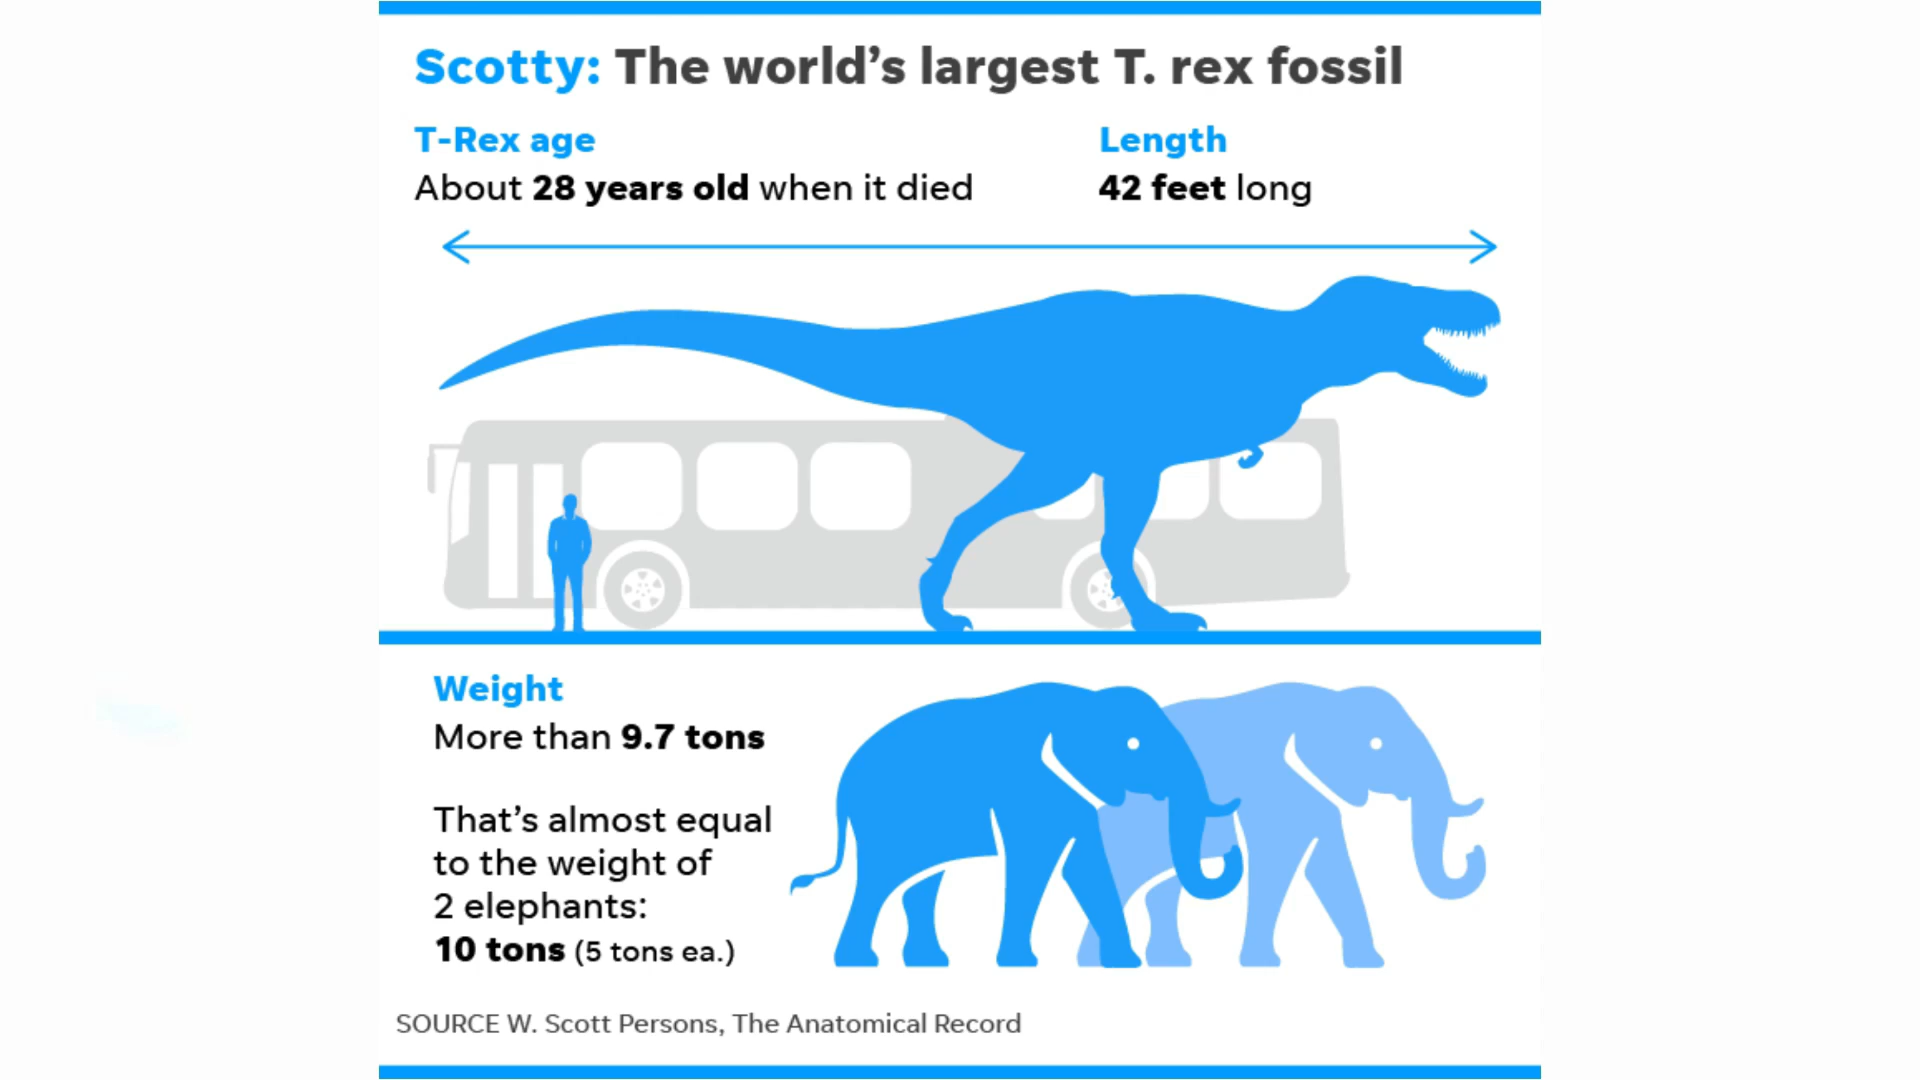 Scotty: The world’s largest T. rex fossil
T-Rex age
About 28 years old when it died
Length
42 feet long
Weight
More than 9.7 tons
That’s almost equal
to the weight of
2 elephants:
10 tons (5 tons ea.)
SOURCE W. Scott Persons, The Anatomical Record